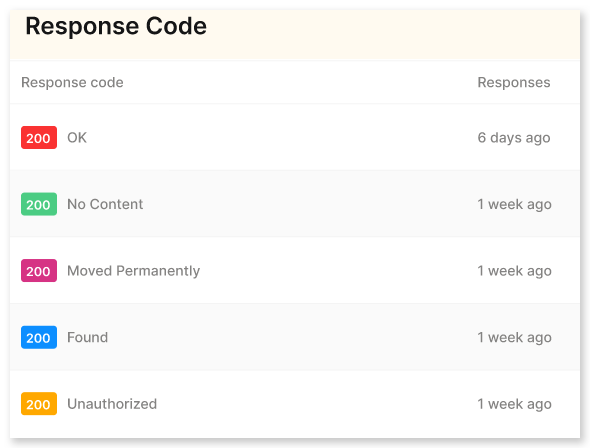 Response Code
Response code Responses
200 OK 6 days ago
200 No Content 1 week ago
200 Moved Permanently 1 week ago
200 Found 1 week ago
200 Unauthorized 1 week ago